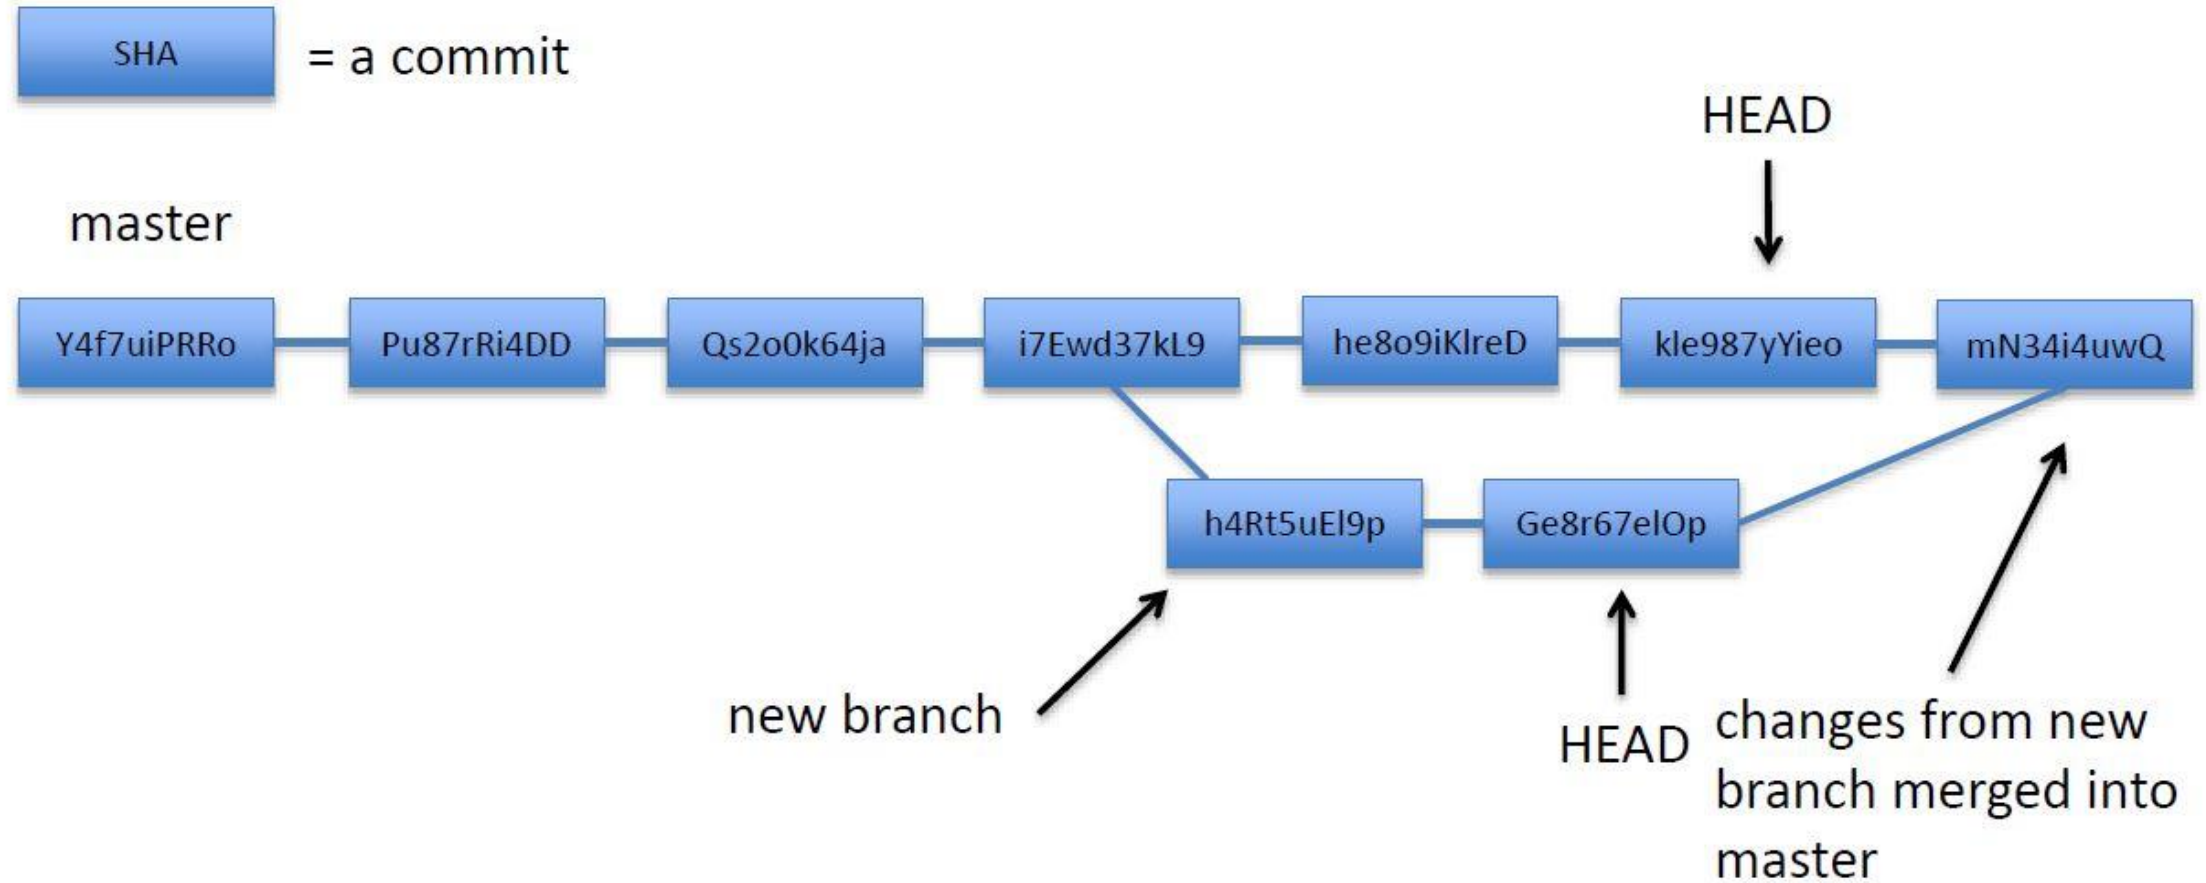 SHA
= a commit
HEAD
master
Y4f7uiPRRo
Pu87rRi4DD
Qs2o0k64ja
i7Ewd37kL9
he8o9iKlreD
kle987yYieo
mN34i4uwQ
h4Rt5uEl9p
Ge8r67elOp
new branch
HEAD
changes from new
branch merged into
master